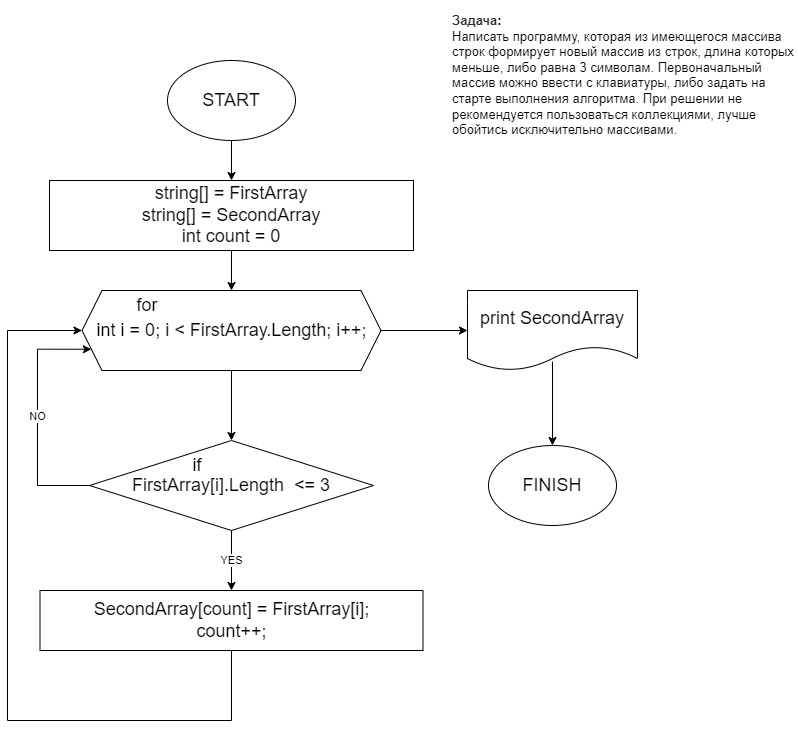 Задача:
Написать программу, которая из имеющегося массива
строк формирует новый массив из строк, длина которых
меньше, либо равна 3 символам. Первоначальный
массив можно ввести с клавиатуры, либо задать на
старте выполнения алгоритма. При решении не
рекомендуется пользоваться коллекциями, лучше
обойтись исключительно массивами.
START
string[] = FirstArray
string[] = SecondArray
int count = 0
for
int i = 0; i < FirstArray.Length; i++;
print SecondArray
NO
if
FirstArray[i].Length <= 3
FINISH
YES
SecondArray[count] = FirstArray[i];
count++;